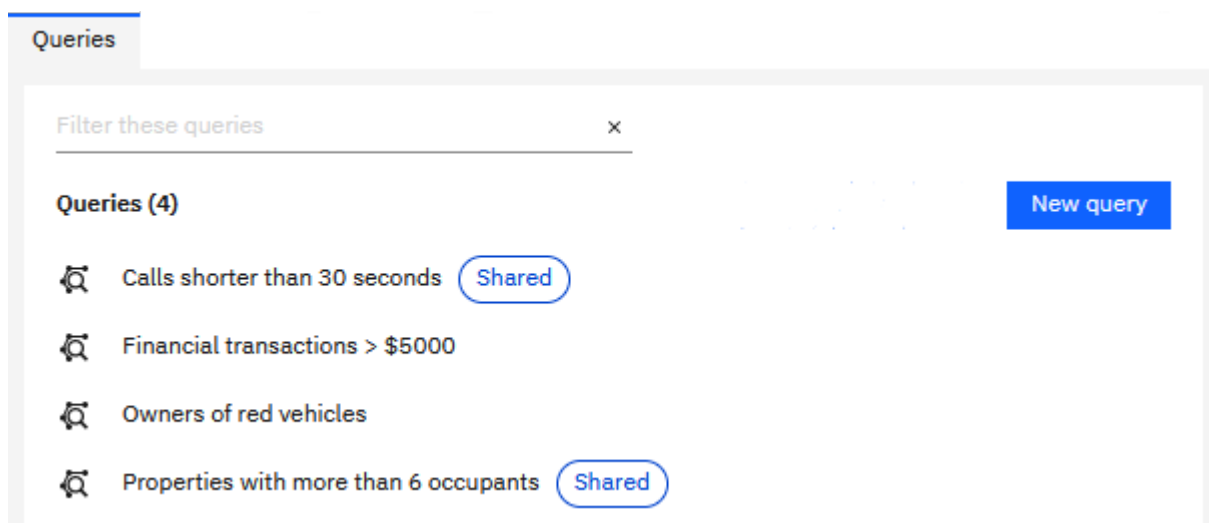 Queries
Filter these queries ×
Queries (4) New query
Calls shorter than 30 seconds Shared
Financial transactions > $5000
Owners of red vehicles
Properties with more than 6 occupants Shared